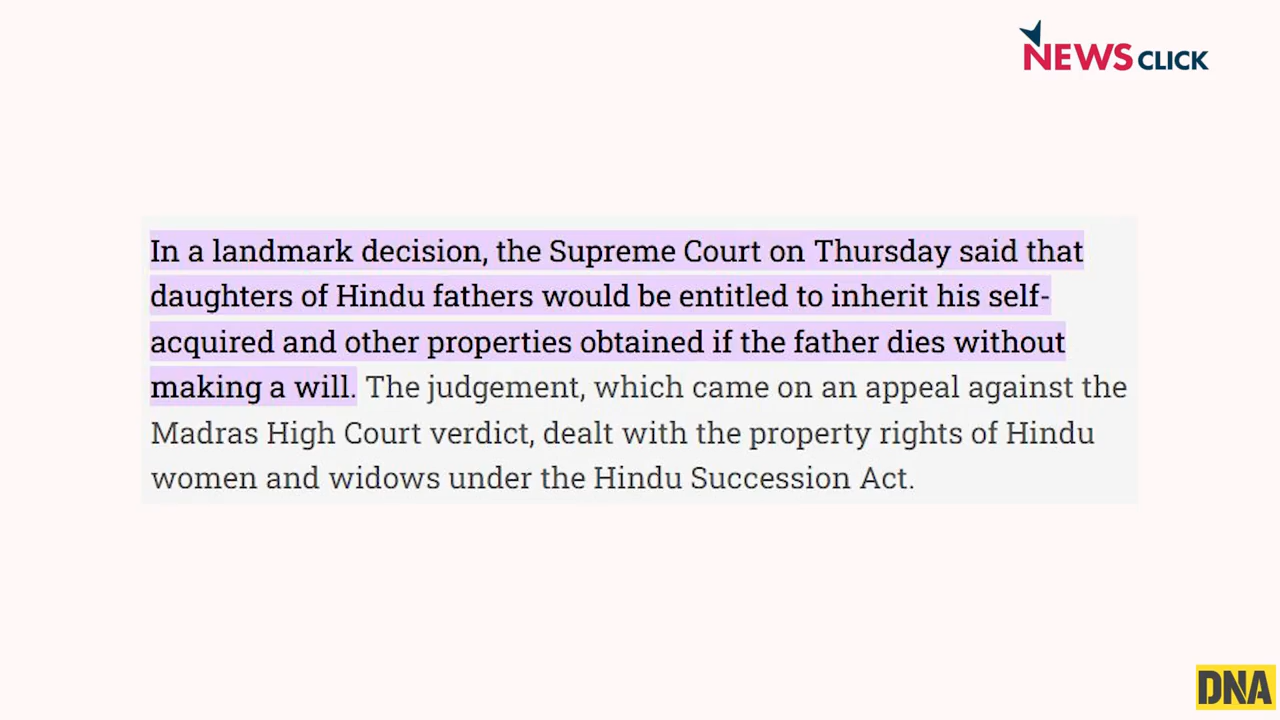 NEWS CLICK
In a landmark decision, the Supreme Court on Thursday said that
daughters of Hindu fathers would be entitled to inherit his self-
acquired and other properties obtained if the father dies without
making a will. The judgement, which came on an appeal against the
Madras High Court verdict, dealt with the property rights of Hindu
women and widows under the Hindu Succession Act.
DNA